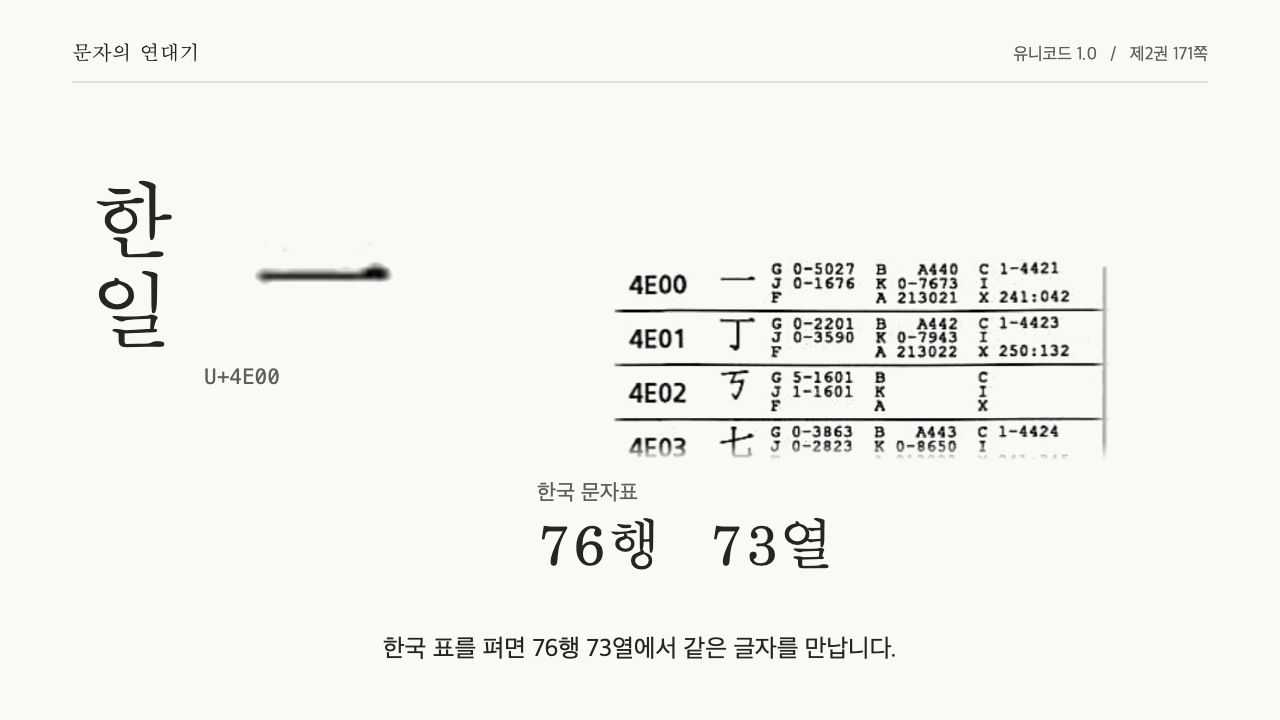 문자의 연대기
유니코드 1.0 / 제2권 171쪽
한
일
一
U+4E00
4E00 一 G 0-5027 B A440 C 1-4421
J 0-1676 K 0-7673 I
F A 213021 X 241:042
4E01 丁 G 0-2201 B A442 C 1-4423
J 0-3590 K 0-7943 I
F A 213022 X 250:132
4E02 丂 G 5-1601 B C
J 1-1601 K I
F A X
4E03 七 G 0-3863 B A443 C 1-4424
J 0-2823 K 0-8650 I
한국 문자표
76행 73열
한국 표를 펴면 76행 73열에서 같은 글자를 만납니다.